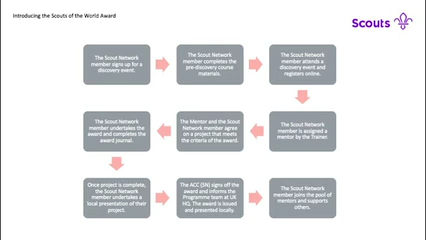 Introducing the Scouts of the World Award
Scouts
The Scout Network
member signs up for a
discovery event.
The Scout Network
member completes the
pre-discovery course
materials.
The Scout Network
member attends a
discovery event and
registers online.
The Scout Network
member undertakes the
award and completes the
award journal.
The Mentor and the Scout
Network member agree
on a project that meets
the criteria of the award.
The Scout Network
member is assigned a
mentor by the Trainer.
Once project is complete,
the Scout Network
member undertakes a
local presentation of their
project.
The ACC (SN) signs off the
award and informs the
Programme team at UK
HQ. The award is issued
and presented locally.
The Scout Network
member joins the pool of
mentors and supports
others.